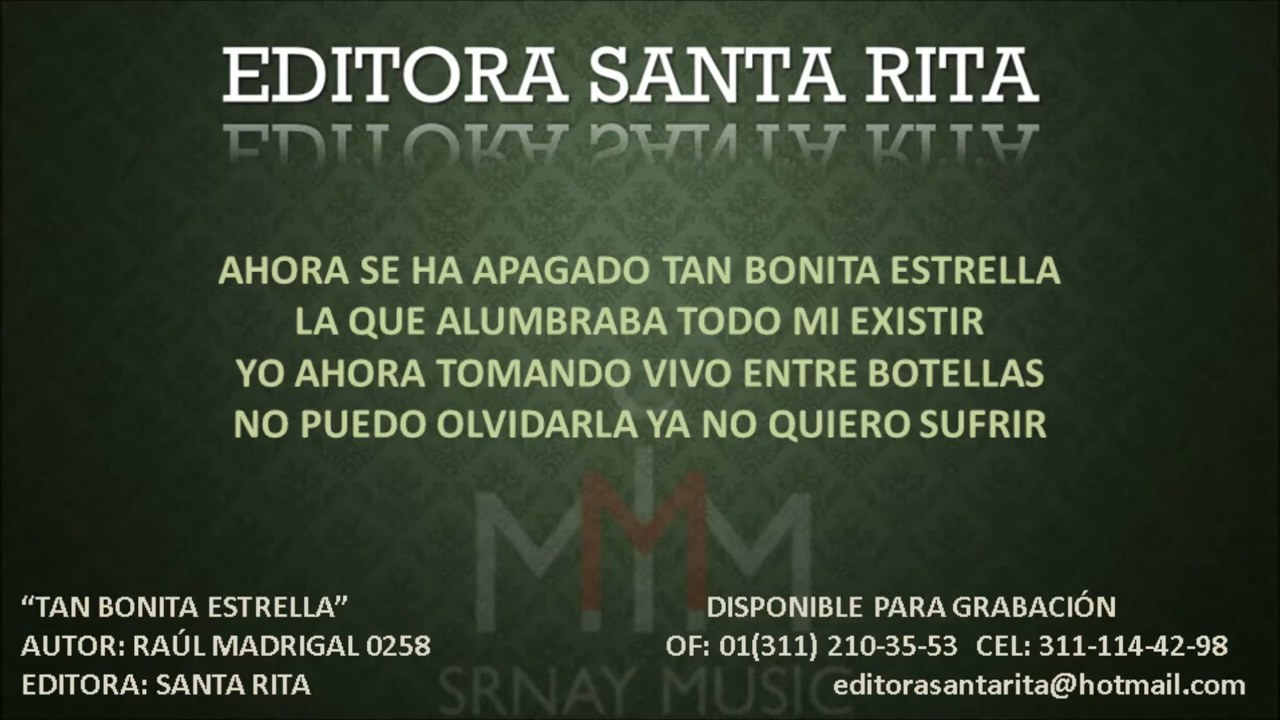 EDITORA SANTA RITA
AHORA SE HA APAGADO TAN BONITA ESTRELLA
LA QUE ALUMBRABA TODO MI EXISTIR
YO AHORA TOMANDO VIVO ENTRE BOTELLAS
NO PUEDO OLVIDARLA YA NO QUIERO SUFRIR
“TAN BONITA ESTRELLA”
AUTOR: RAÚL MADRIGAL 0258
EDITORA: SANTA RITA
DISPONIBLE PARA GRABACIÓN
OF: 01(311) 210-35-53 CEL: 311-114-42-98
editorasantarita@hotmail.com
MMM
SRNAY MUSIC